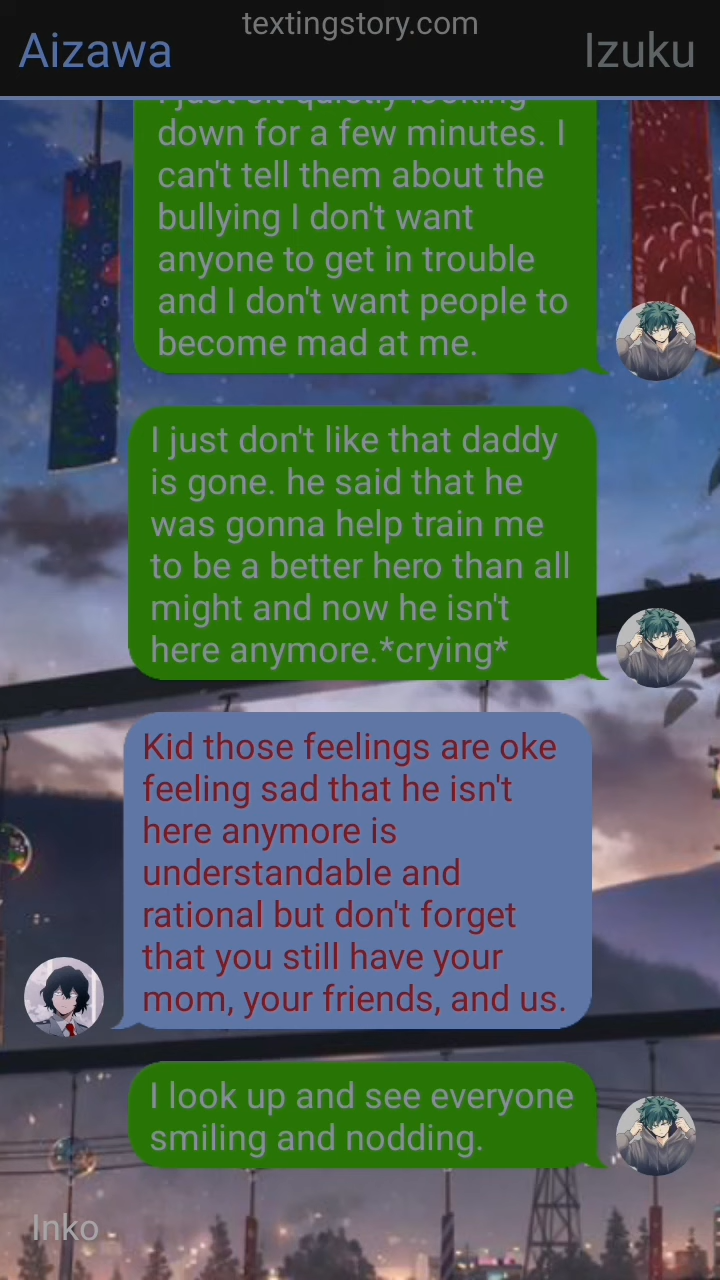 textingstory.com
Aizawa
Izuku
I just sit quietly looking
down for a few minutes. I
can't tell them about the
bullying I don't want
anyone to get in trouble
and I don't want people to
become mad at me.
I just don't like that daddy
is gone. he said that he
was gonna help train me
to be a better hero than all
might and now he isn't
here anymore.*crying*
Kid those feelings are oke
feeling sad that he isn't
here anymore is
understandable and
rational but don't forget
that you still have your
mom, your friends, and us.
I look up and see everyone
smiling and nodding.
Inko